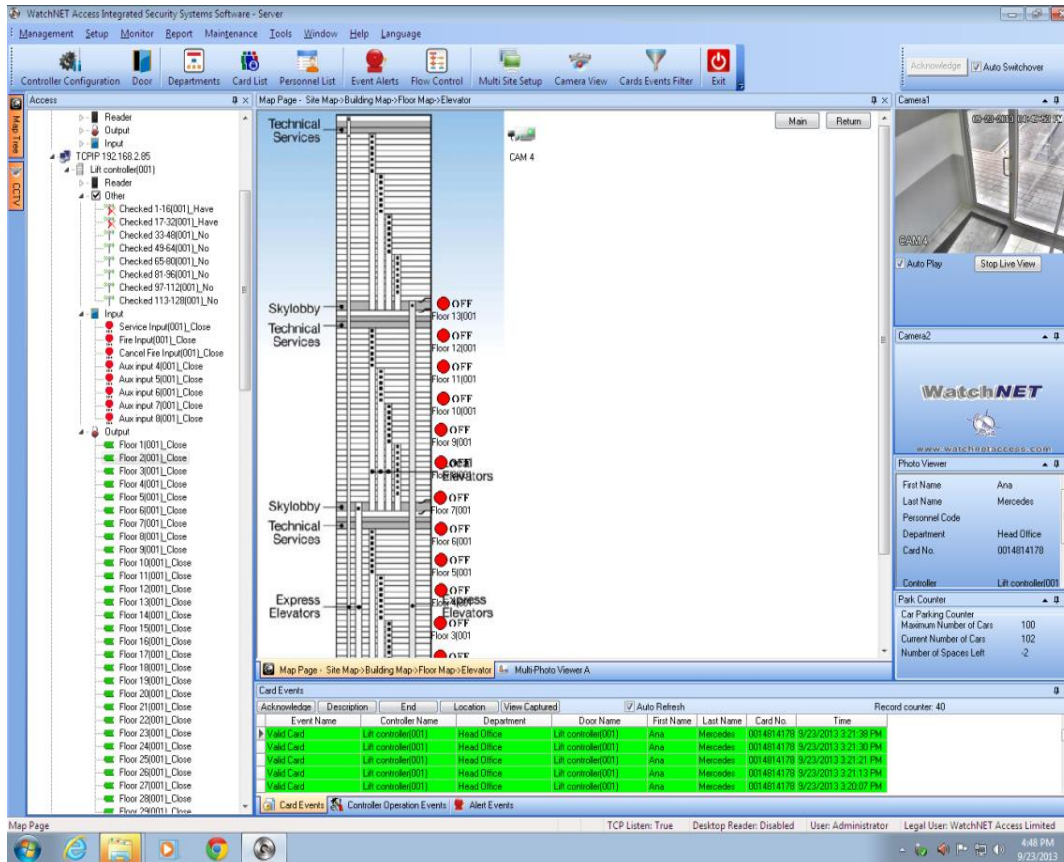 WatchNET Access Integrated Security Systems Software - Server
Management Setup Monitor Report Maintenance Tools Window Help Language
Controller Configuration Door Departments Card List Personnel List Event Alerts Flow Control Multi Site Setup Camera View Cards Events Filter Exit
Acknowledge Auto Switchover
Map Tree
CCTV
Access
Reader
Output
Input
TCPIP 192.168.2.85
Lift controller(001)
Reader
Other
Checked 1-16(001)_Have
Checked 17-32(001)_Have
Checked 33-48(001)_No
Checked 49-64(001)_No
Checked 65-80(001)_No
Checked 81-96(001)_No
Checked 97-112(001)_No
Checked 113-128(001)_No
Input
Service Input(001)_Close
Fire Input(001)_Close
Cancel Fire Input(001)_Close
Aux input 4(001)_Close
Aux input 5(001)_Close
Aux input 6(001)_Close
Aux input 7(001)_Close
Aux input 8(001)_Close
Output
Floor 1(001)_Close
Floor 2(001)_Close
Floor 3(001)_Close
Floor 4(001)_Close
Floor 5(001)_Close
Floor 6(001)_Close
Floor 7(001)_Close
Floor 8(001)_Close
Floor 9(001)_Close
Floor 10(001)_Close
Floor 11(001)_Close
Floor 12(001)_Close
Floor 13(001)_Close
Floor 14(001)_Close
Floor 15(001)_Close
Floor 16(001)_Close
Floor 17(001)_Close
Floor 18(001)_Close
Floor 19(001)_Close
Floor 20(001)_Close
Floor 21(001)_Close
Floor 22(001)_Close
Floor 23(001)_Close
Floor 24(001)_Close
Floor 25(001)_Close
Floor 26(001)_Close
Floor 27(001)_Close
Floor 28(001)_Close
Floor 29(001)_Close
Map Page - Site Map->Building Map->Floor Map->Elevator
Main Return
CAM 4
Technical
Services
Skylobby
Technical
Services
Skylobby
Technical
Services
Express
Elevators
OFF
Floor 13(001
OFF
Floor 12(001
OFF
Floor 11(001
OFF
Floor 10(001
OFF
Floor 9(001
OFF
Elevators
OFF
Floor 7(001
OFF
Floor 6(001
OFF
Floor 5(001
OFF
Express
Elevators
OFF
Floor 3(001
OFF
Map Page - Site Map->Building Map->Floor Map->Elevator Multi-Photo Viewer A
Camera1
CAM 4
Auto Play Stop Live View
Camera2
WatchNET
www.watchnetaccess.com
Photo Viewer
First Name Ana
Last Name Mercedes
Personnel Code
Department Head Office
Card No. 0014814178
Controller Lift controller(001
Park Counter
Car Parking Counter
Maximum Number of Cars 100
Current Number of Cars 102
Number of Spaces Left -2
Card Events
Acknowledge Description End Location View Captured Auto Refresh Record counter: 40
Event Name Controller Name Department Door Name First Name Last Name Card No. Time
Valid Card Lift controller(001) Head Office Lift controller(001) Ana Mercedes 0014814178 9/23/2013 3:21:38 PM
Valid Card Lift controller(001) Head Office Lift controller(001) Ana Mercedes 0014814178 9/23/2013 3:21:30 PM
Valid Card Lift controller(001) Head Office Lift controller(001) Ana Mercedes 0014814178 9/23/2013 3:21:21 PM
Valid Card Lift controller(001) Head Office Lift controller(001) Ana Mercedes 0014814178 9/23/2013 3:21:13 PM
Valid Card Lift controller(001) Head Office Lift controller(001) Ana Mercedes 0014814178 9/23/2013 3:20:07 PM
Card Events Controller Operation Events Alert Events
Map Page TCP Listen: True Desktop Reader: Disabled User: Administrator Legal User: WatchNET Access Limited
4:48 PM
9/23/2013